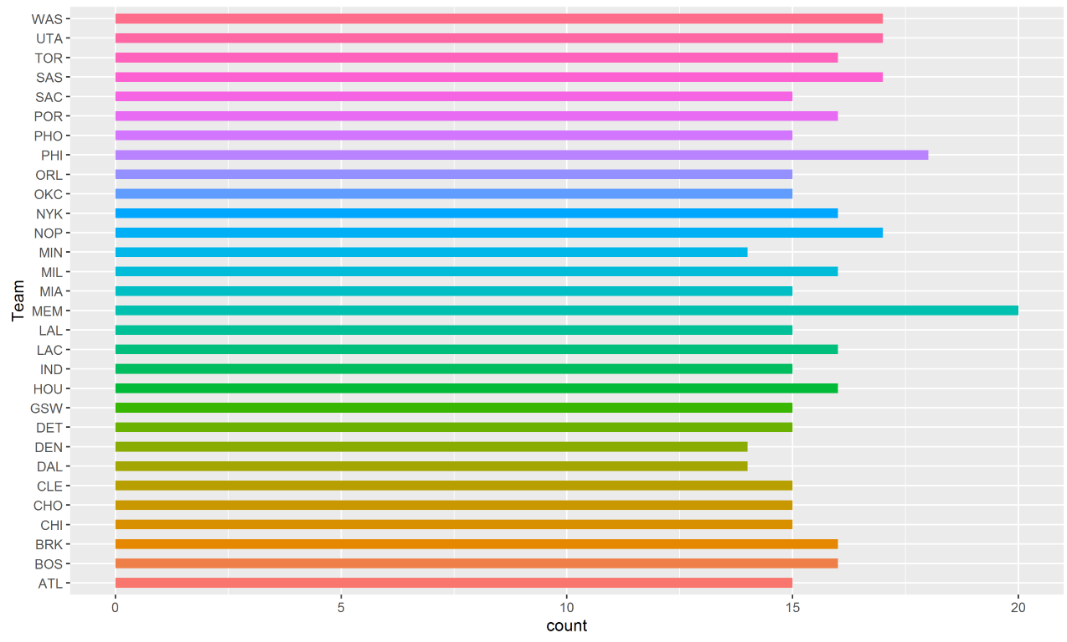 WAS
UTA
TOR
SAS
SAC
POR
PHO
PHI
ORL
OKC
NYK
NOP
MIN
MIL
MIA
MEM
LAL
LAC
IND
HOU
GSW
DET
DEN
DAL
CLE
CHO
CHI
BRK
BOS
ATL
Team
0 5 10 15 20
count